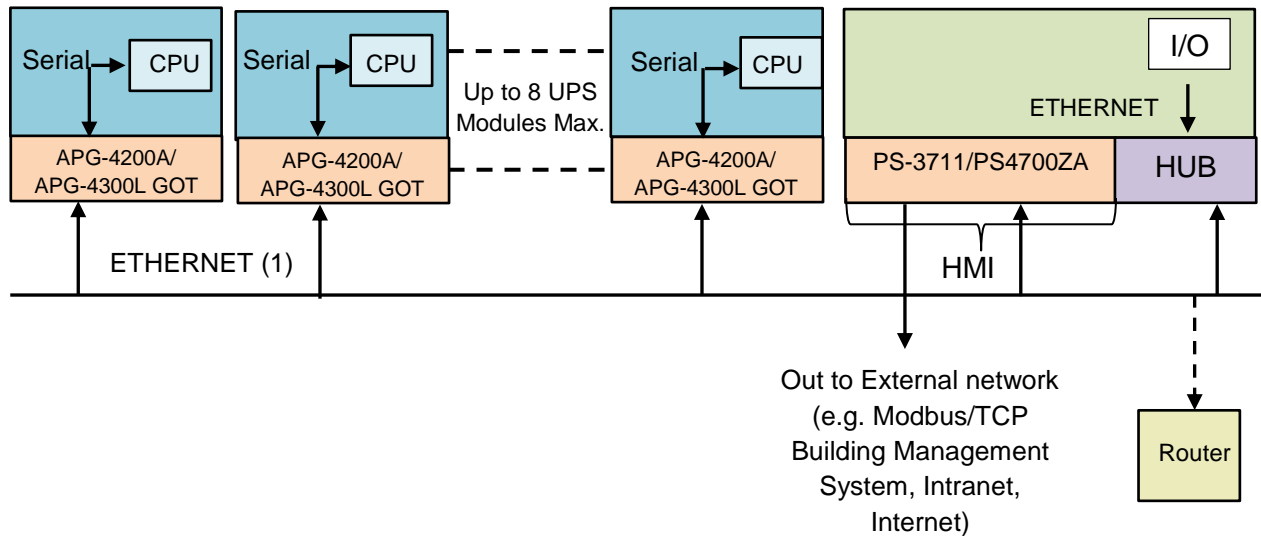 Serial
CPU
APG-4200A/
APG-4300L GOT
Serial
CPU
APG-4200A/
APG-4300L GOT
Up to 8 UPS
Modules Max.
Serial
CPU
APG-4200A/
APG-4300L GOT
I/O
ETHERNET
PS-3711/PS4700ZA
HUB
ETHERNET (1)
HMI
Out to External network
(e.g. Modbus/TCP
Building Management
System, Intranet,
Internet)
Router